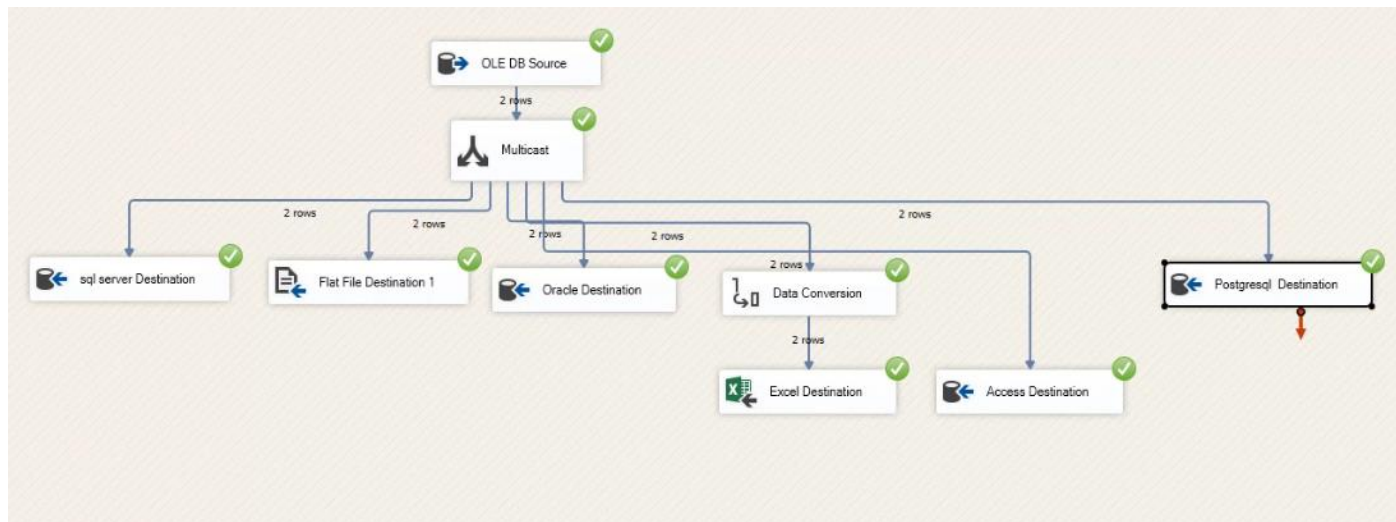 OLE DB Source
2 rows
Multicast
2 rows
2 rows
2 rows
2 rows
2 rows
2 rows
sql server Destination
Flat File Destination 1
Oracle Destination
Data Conversion
Postgresql Destination
2 rows
Excel Destination
Access Destination